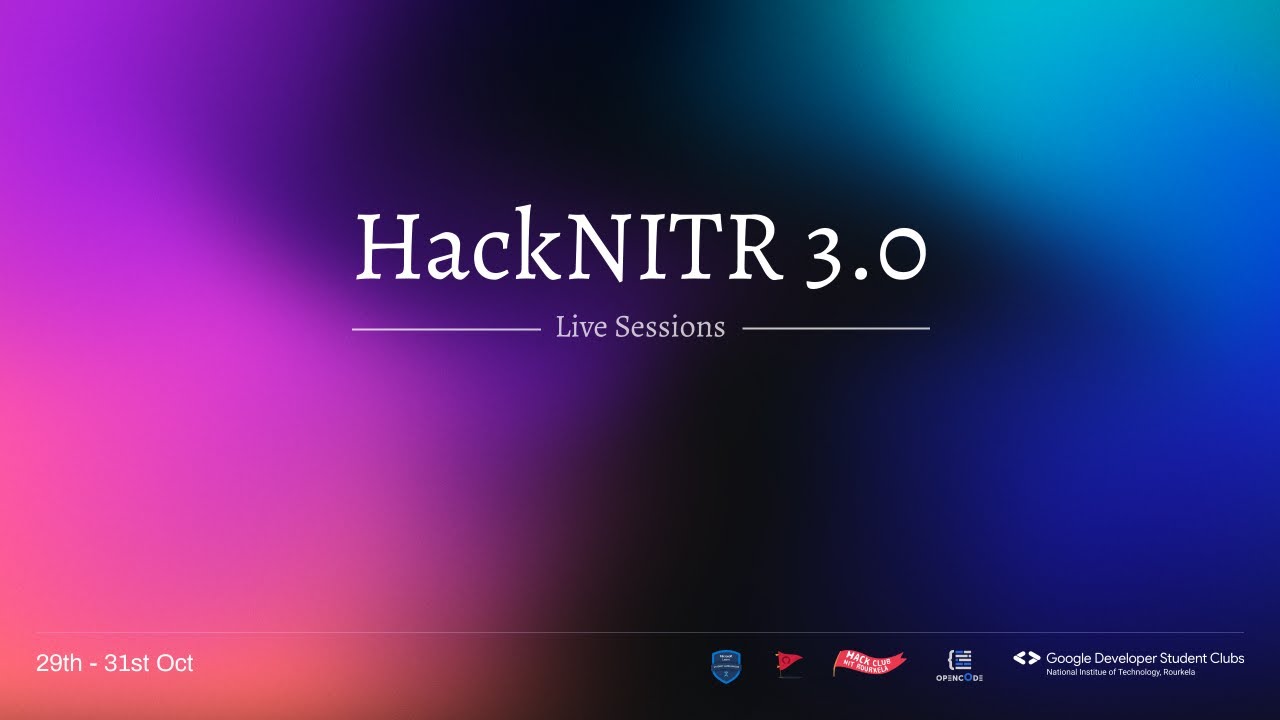 HackNITR 3.0
Live Sessions
29th - 31st Oct
HACK CLUB
NIT ROURKELA
OPENCODE
Google Developer Student Clubs
National Institue of Technology, Rourkela